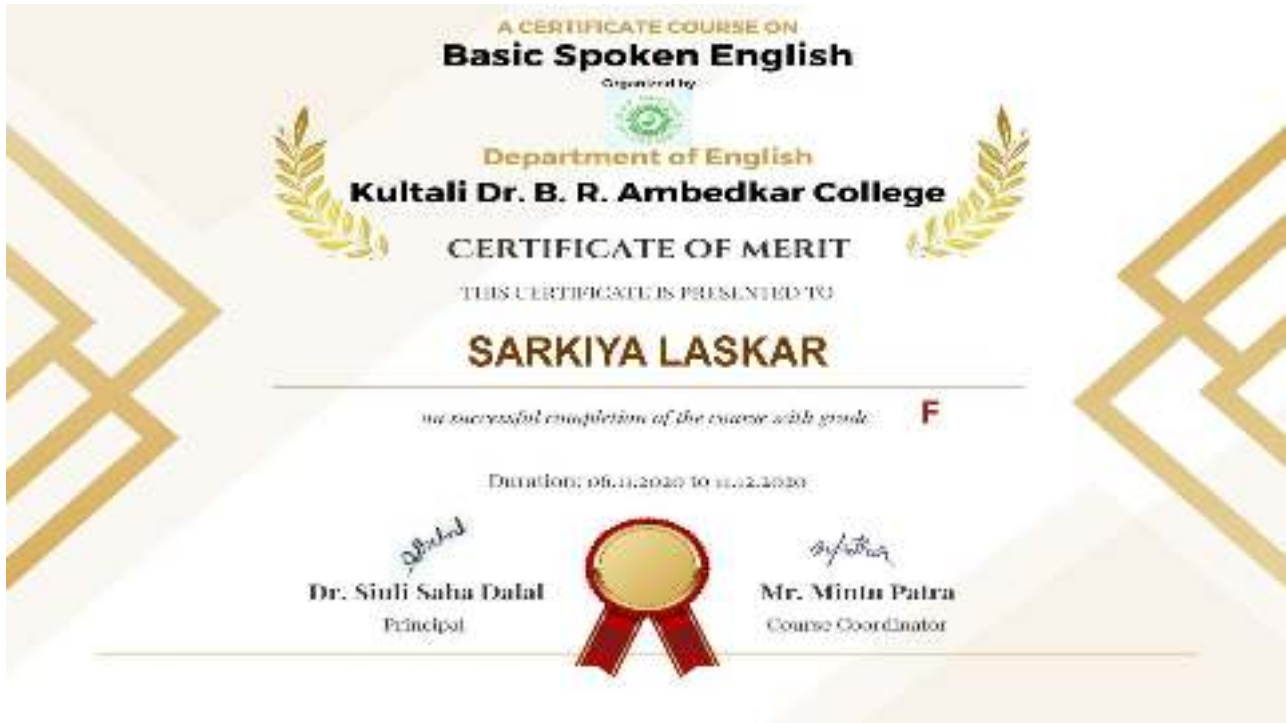 A CERTIFICATE COURSE ON
Basic Spoken English
Organized by
Department of English
Kultali Dr. B. R. Ambedkar College
CERTIFICATE OF MERIT
THIS CERTIFICATE IS PRESENTED TO
SARKIYA LASKAR
on successful completion of the course with grade F
Duration: 06.11.2020 to 11.12.2020
Dr. Siuli Saha Dalal Mr. Mintu Patra
Principal Course Coordinator